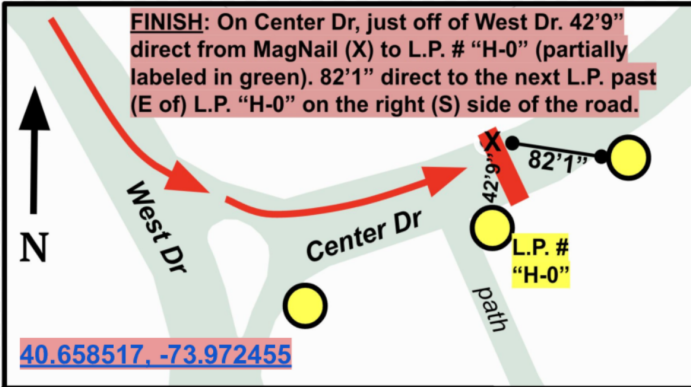 FINISH: On Center Dr, just off of West Dr. 42’9”
direct from MagNail (X) to L.P. # “H-0” (partially
labeled in green). 82’1” direct to the next L.P. past
(E of) L.P. “H-0” on the right (S) side of the road.
X
82’1”
42’9”
N
West Dr
Center Dr
L.P. #
“H-0”
path
40.658517, -73.972455